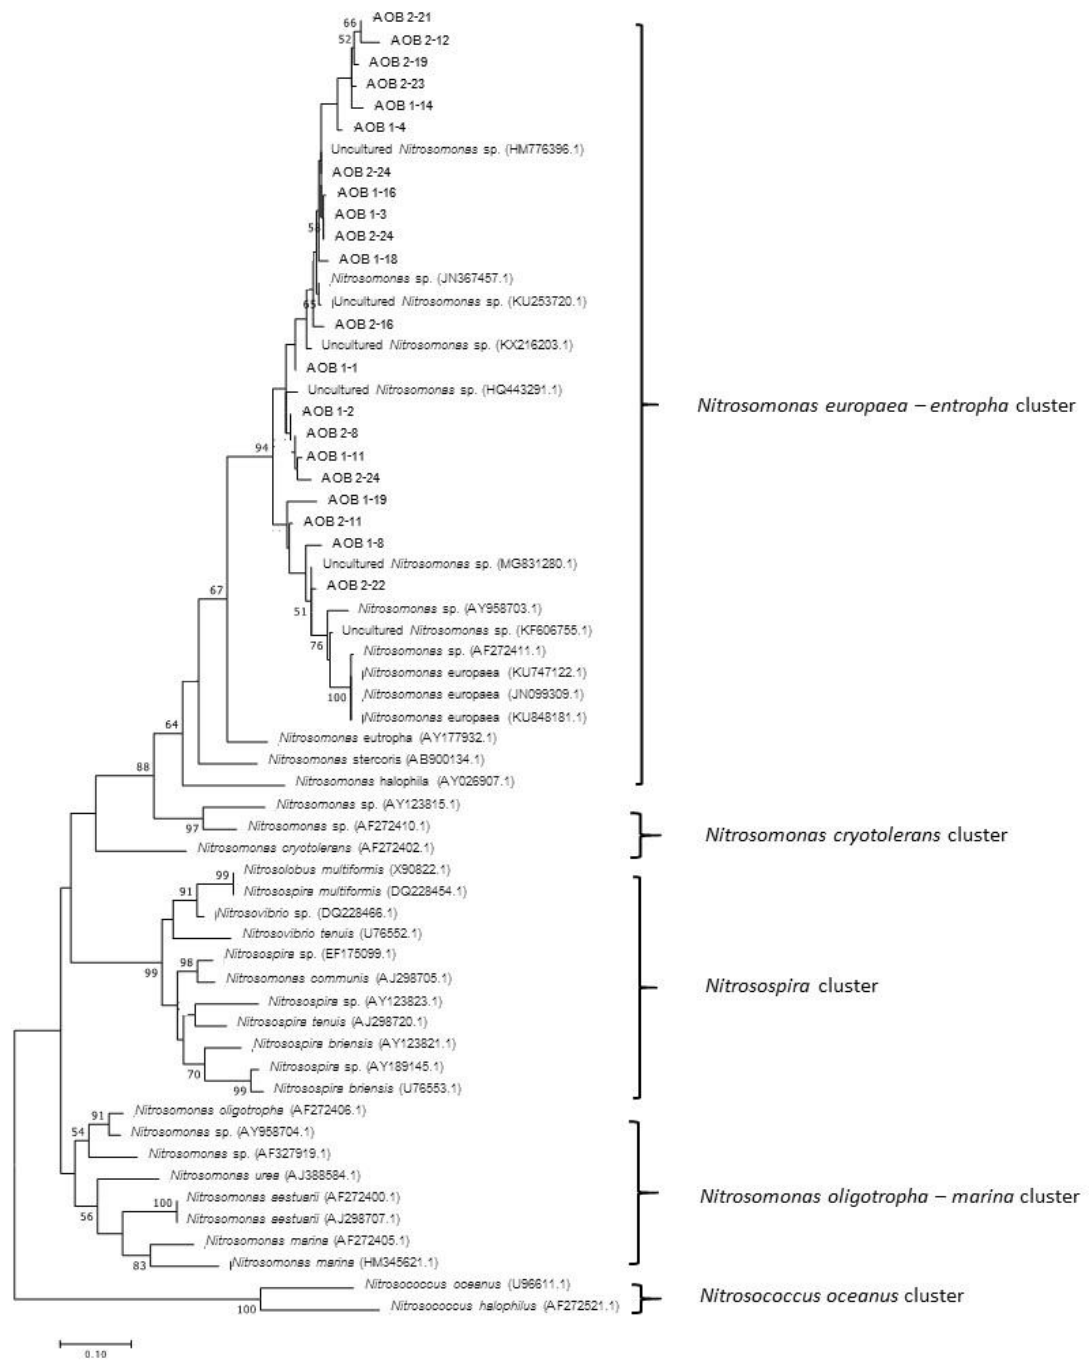 66
AOB 2-21
52
AOB 2-12
AOB 2-19
AOB 2-23
AOB 1-14
AOB 1-4
Uncultured Nitrosomonas sp. (HM776396.1)
AOB 2-24
AOB 1-16
AOB 1-3
AOB 2-24
AOB 1-18
Nitrosomonas sp. (JN367457.1)
65
Uncultured Nitrosomonas sp. (KU253720.1)
AOB 2-16
Uncultured Nitrosomonas sp. (KX216203.1)
AOB 1-1
Uncultured Nitrosomonas sp. (HQ443291.1)
Nitrosomonas europaea – entropha cluster
AOB 1-2
AOB 2-8
94
AOB 1-11
AOB 2-24
AOB 1-19
AOB 2-11
AOB 1-8
Uncultured Nitrosomonas sp. (MG831280.1)
67
AOB 2-22
51
Nitrosomonas sp. (AY958703.1)
Uncultured Nitrosomonas sp. (KF606755.1)
76
Nitrosomonas sp. (AF272411.1)
Nitrosomonas europaea (KU747122.1)
100
Nitrosomonas europaea (JN099309.1)
Nitrosomonas europaea (KU848181.1)
64
Nitrosomonas eutropha (AY177932.1)
Nitrosomonas stercoris (AB900134.1)
88
Nitrosomonas halophila (AY026907.1)
Nitrosomonas sp. (AY123815.1)
97
Nitrosomonas sp. (AF272410.1)
Nitrosomonas cryotolerans cluster
Nitrosomonas cryotolerans (AF272402.1)
99
Nitrosolobus multiformis (X90822.1)
91
Nitrosospira multiformis (DQ228454.1)
Nitrosovibrio sp. (DQ228466.1)
Nitrosovibrio tenuis (U76552.1)
98
Nitrosospira sp. (EF175099.1)
99
Nitrosomonas communis (AJ298705.1)
Nitrosospira cluster
Nitrosospira sp. (AY123823.1)
Nitrosospira tenuis (AJ298720.1)
Nitrosospira briensis (AY123821.1)
70
Nitrosospira sp. (AY189145.1)
99
Nitrosospira briensis (U76553.1)
91
Nitrosomonas oligotropha (AF272406.1)
54
Nitrosomonas sp. (AY958704.1)
Nitrosomonas sp. (AF327919.1)
Nitrosomonas urea (AJ388584.1)
100
Nitrosomonas aestuarii (AF272400.1)
Nitrosomonas oligotropha – marina cluster
56
Nitrosomonas aestuarii (AJ298707.1)
Nitrosomonas marina (AF272405.1)
83
Nitrosomonas marina (HM345621.1)
Nitrosococcus oceanus (U96611.1)
Nitrosococcus oceanus cluster
100
Nitrosococcus halophilus (AF272521.1)
0.10